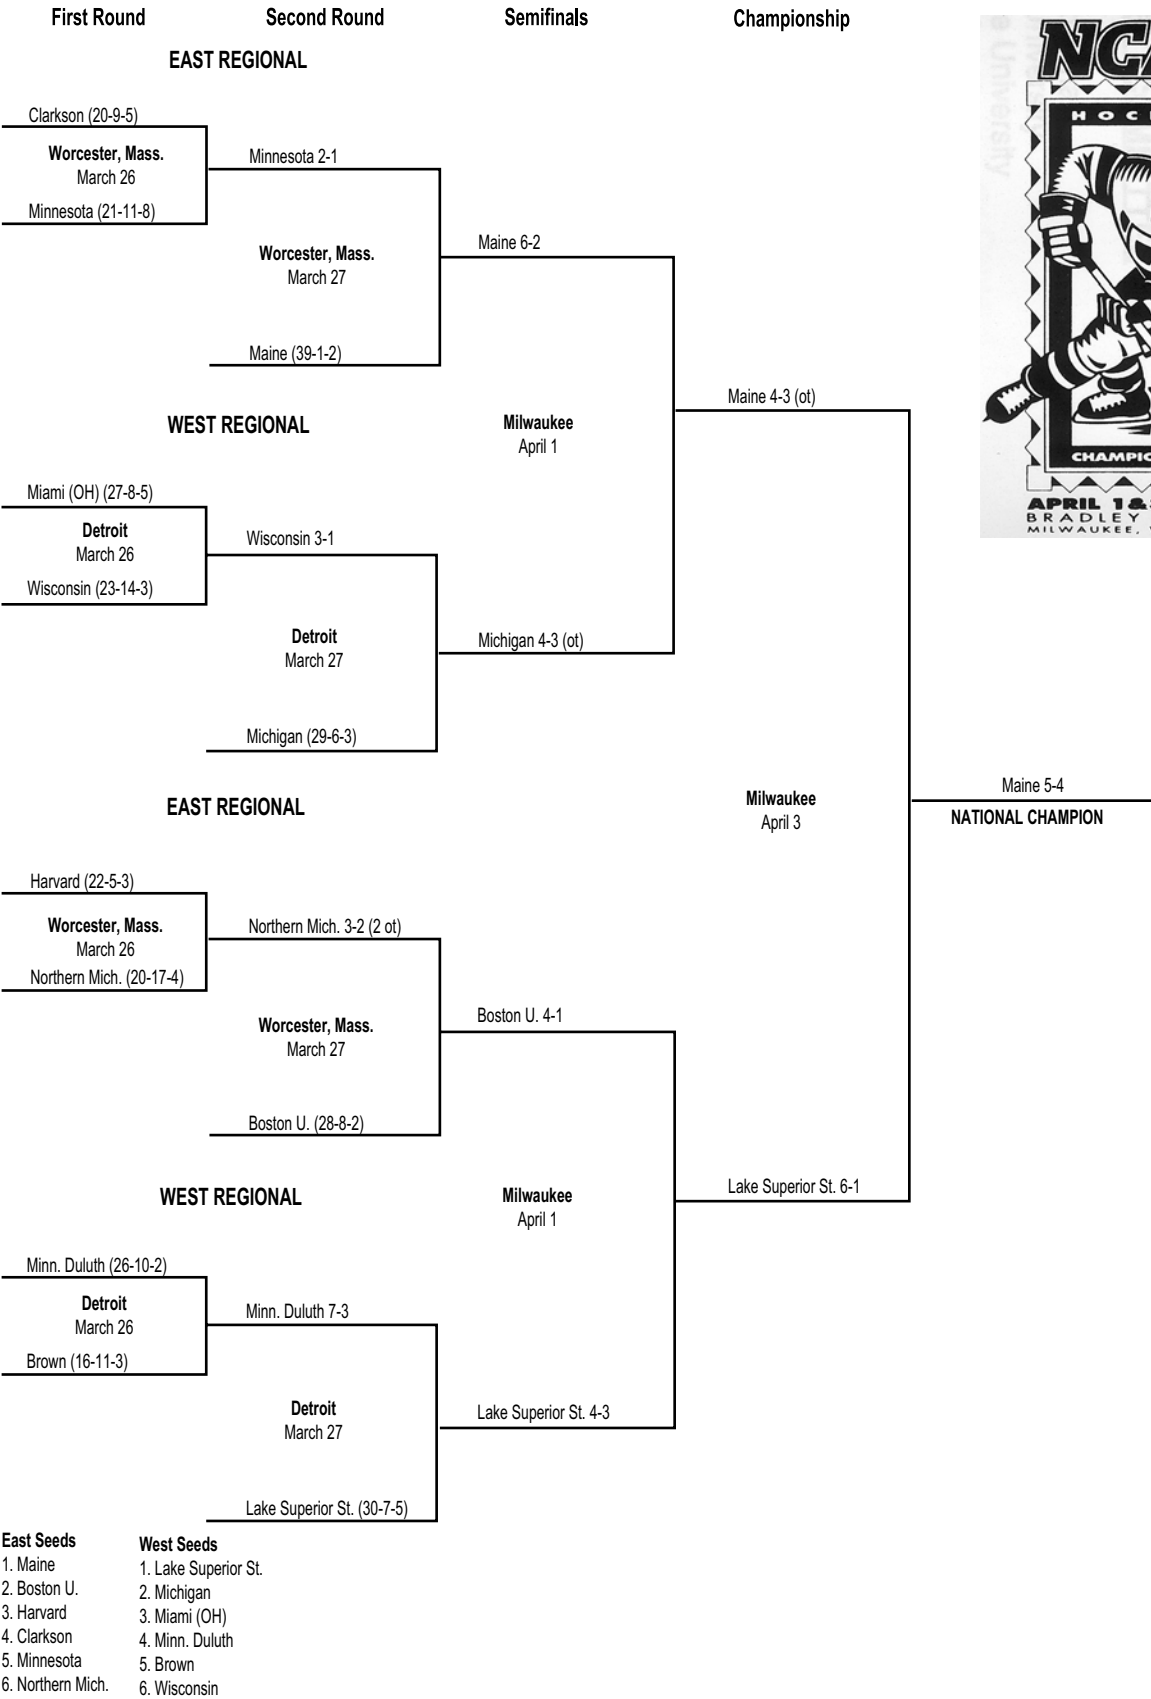 First Round
Second Round
Semifinals
Championship
EAST REGIONAL
Clarkson (20-9-5)
Worcester, Mass.
March 26
Minnesota (21-11-8)
Minnesota 2-1
Worcester, Mass.
March 27
Maine (39-1-2)
Maine 6-2
WEST REGIONAL
Milwaukee
April 1
Maine 4-3 (ot)
Miami (OH) (27-8-5)
Detroit
March 26
Wisconsin (23-14-3)
Wisconsin 3-1
Detroit
March 27
Michigan (29-6-3)
Michigan 4-3 (ot)
EAST REGIONAL
Milwaukee
April 3
Maine 5-4
NATIONAL CHAMPION
Harvard (22-5-3)
Worcester, Mass.
March 26
Northern Mich. (20-17-4)
Northern Mich. 3-2 (2 ot)
Worcester, Mass.
March 27
Boston U. (28-8-2)
Boston U. 4-1
WEST REGIONAL
Milwaukee
April 1
Lake Superior St. 6-1
Minn. Duluth (26-10-2)
Detroit
March 26
Brown (16-11-3)
Minn. Duluth 7-3
Detroit
March 27
Lake Superior St. (30-7-5)
Lake Superior St. 4-3
East Seeds
1. Maine
2. Boston U.
3. Harvard
4. Clarkson
5. Minnesota
6. Northern Mich.
West Seeds
1. Lake Superior St.
2. Michigan
3. Miami (OH)
4. Minn. Duluth
5. Brown
6. Wisconsin
APRIL 1&
BRADLEY
MILWAUKEE,